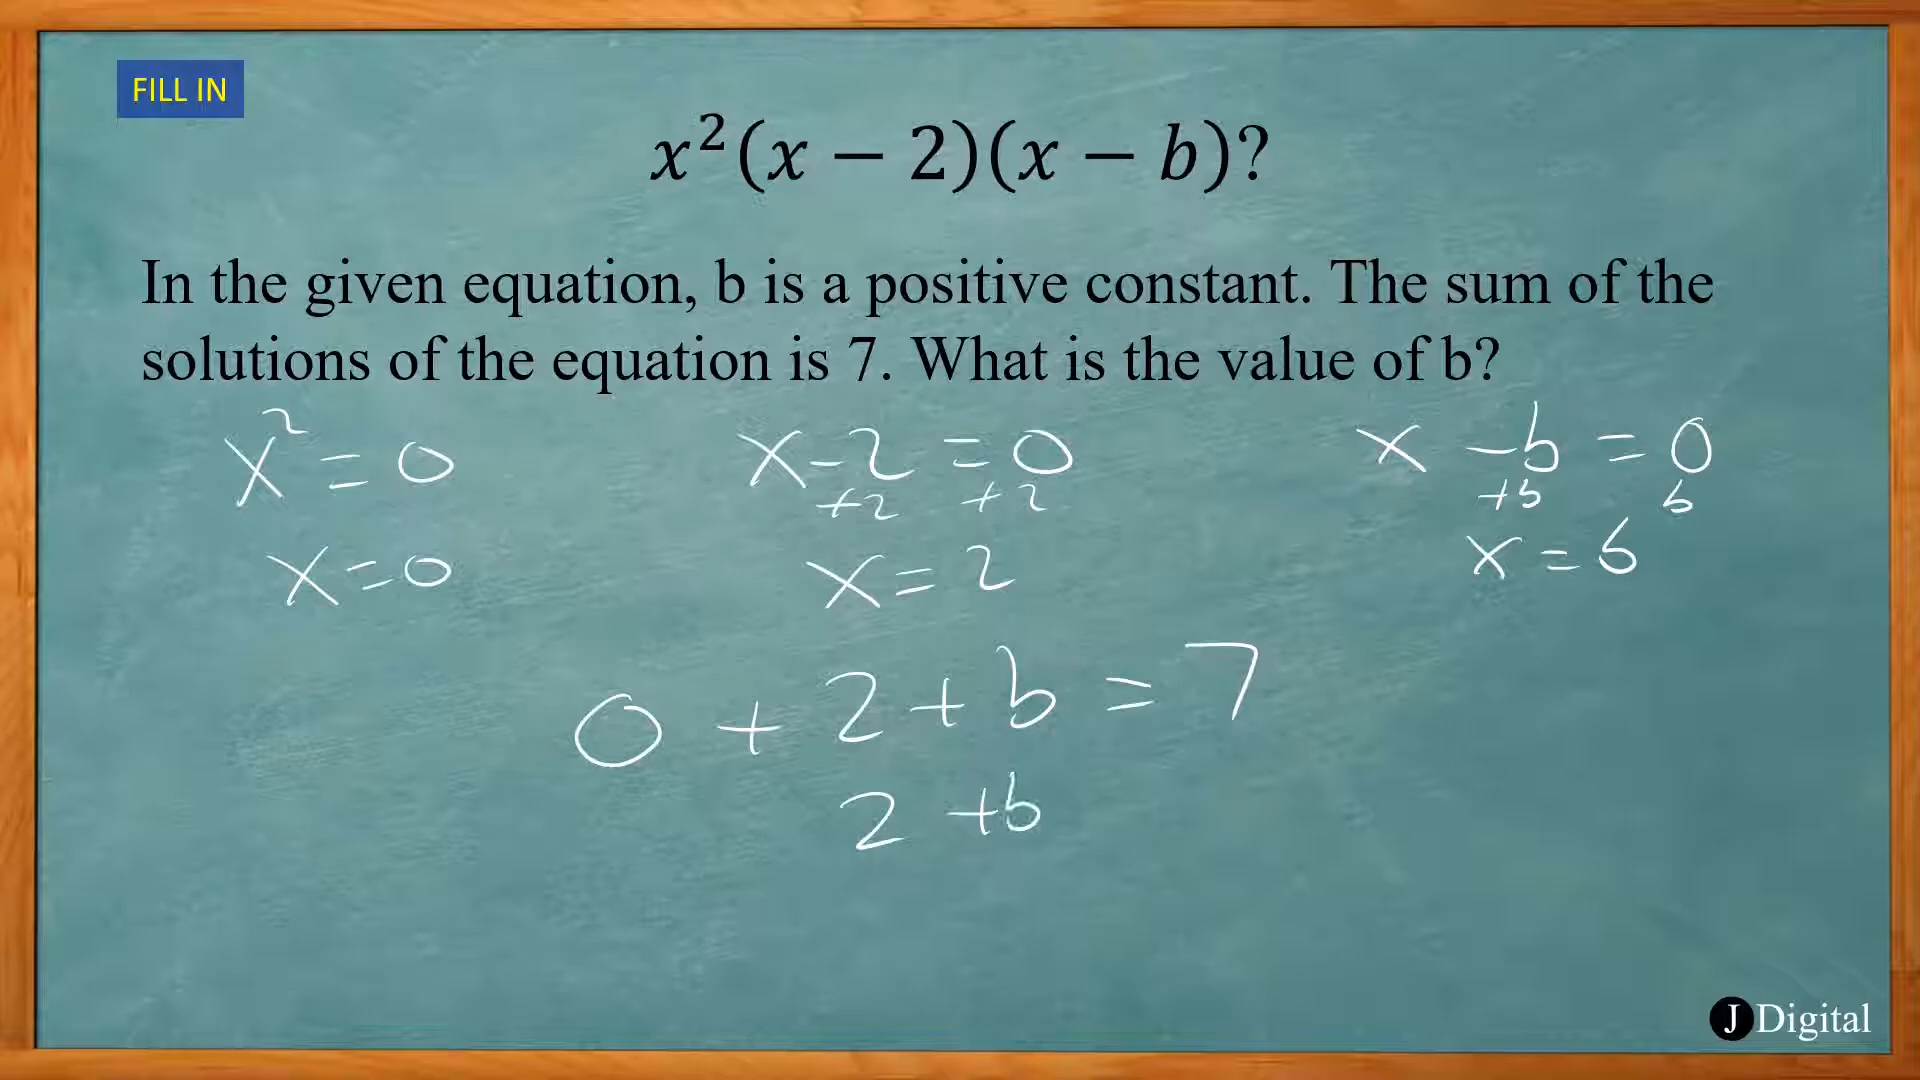 FILL IN
x²(x − 2)(x − b)?
In the given equation, b is a positive constant. The sum of the
solutions of the equation is 7. What is the value of b?
x² = 0 x-2 = 0 x -b = 0
+2 +2 +b b
x=0 x=2 x=b
0 + 2 + b = 7
2 +b
J Digital